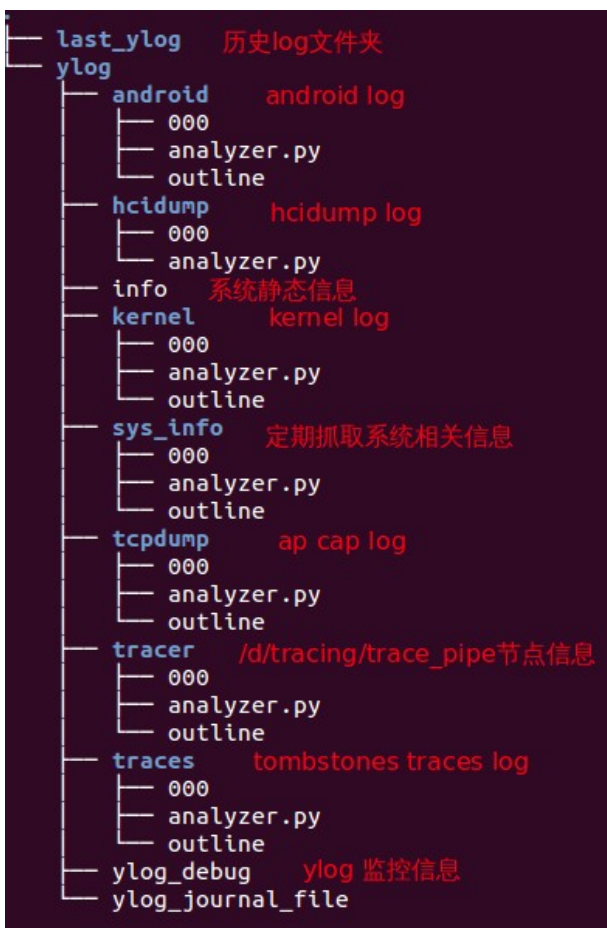 .
├── last_ylog 历史log文件夹
└── ylog
    ├── android android log
    │   ├── 000
    │   ├── analyzer.py
    │   └── outline
    ├── hcidump hcidump log
    │   ├── 000
    │   └── analyzer.py
    ├── info 系统静态信息
    ├── kernel kernel log
    │   ├── 000
    │   ├── analyzer.py
    │   └── outline
    ├── sys_info 定期抓取系统相关信息
    │   ├── 000
    │   ├── analyzer.py
    │   └── outline
    ├── tcpdump ap cap log
    │   ├── 000
    │   ├── analyzer.py
    │   └── outline
    ├── tracer /d/tracing/trace_pipe节点信息
    │   ├── 000
    │   ├── analyzer.py
    │   └── outline
    ├── traces tombstones traces log
    │   ├── 000
    │   ├── analyzer.py
    │   └── outline
    ├── ylog_debug ylog 监控信息
    └── ylog_journal_file